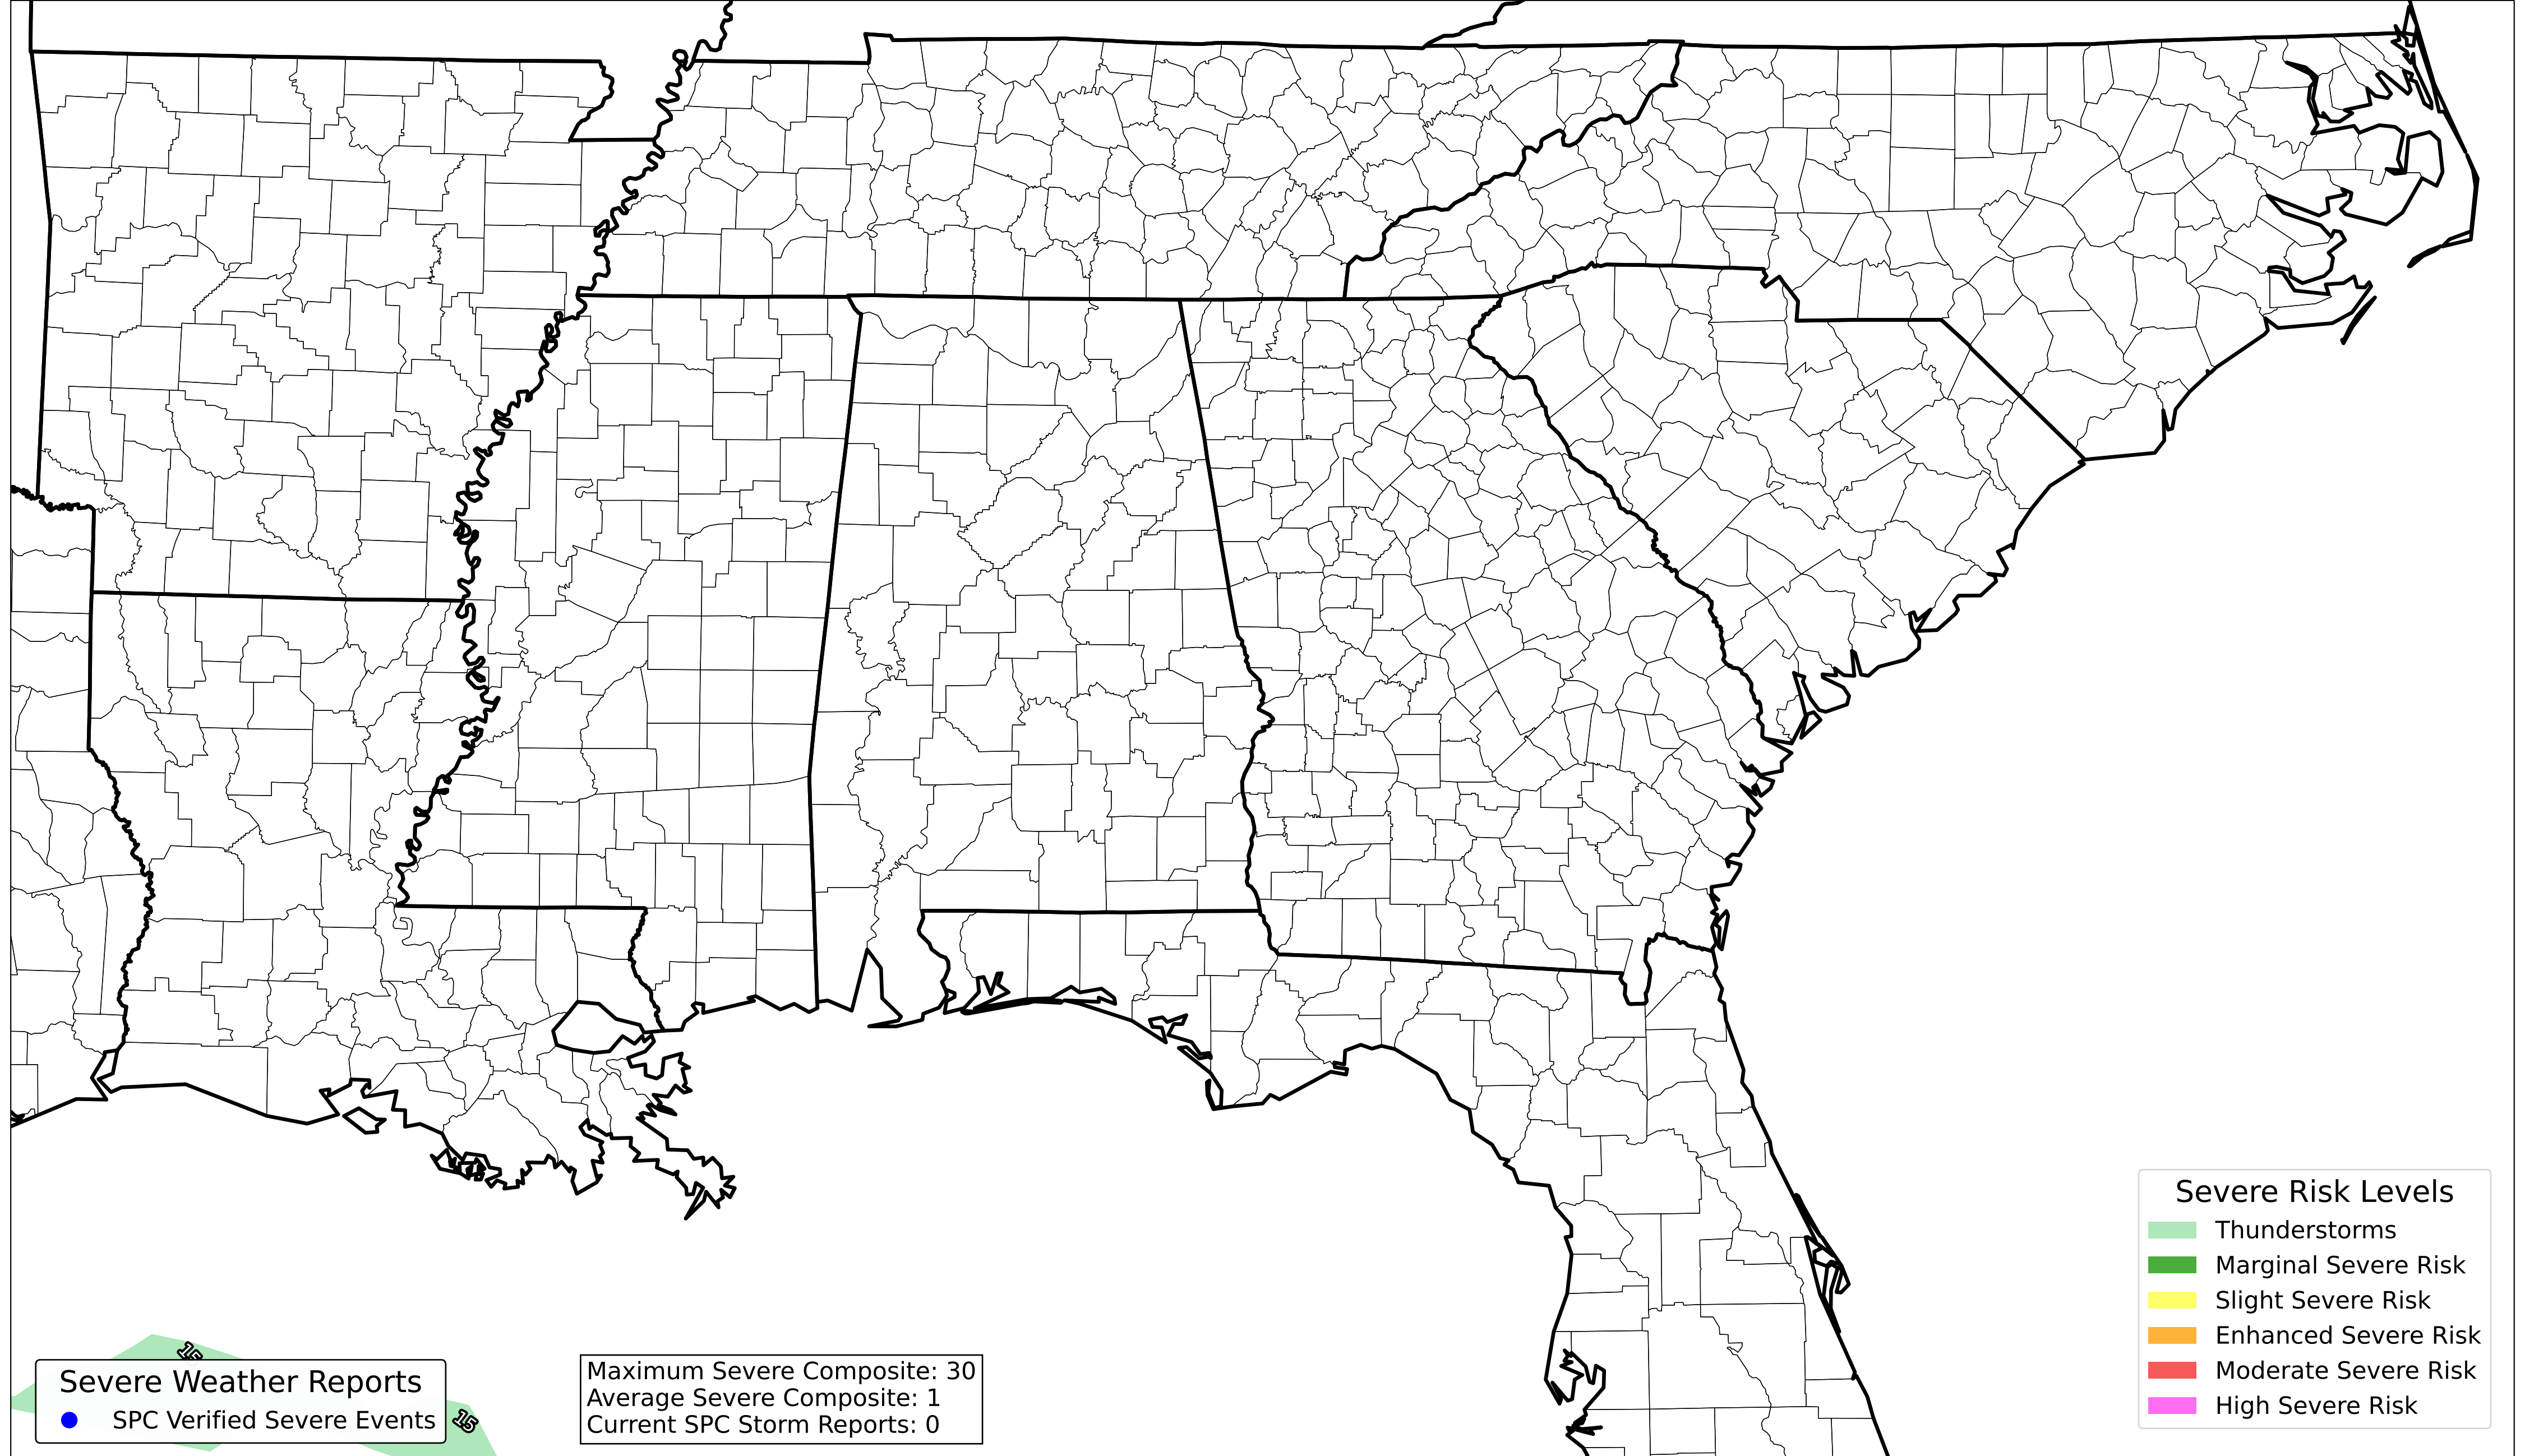 Severe Risk Levels
Thunderstorms
Marginal Severe Risk
Slight Severe Risk
Enhanced Severe Risk
Moderate Severe Risk
High Severe Risk
15
Severe Weather Reports
SPC Verified Severe Events
15
Maximum Severe Composite: 30
Average Severe Composite: 1
Current SPC Storm Reports: 0